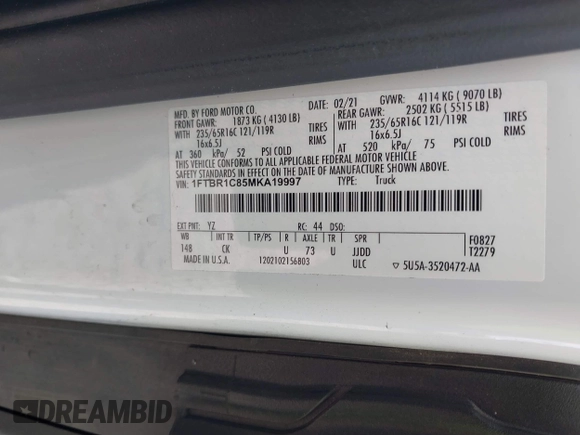 MFD. BY FORD MOTOR CO. DATE: 02/21 GVWR: 4114 KG ( 9070 LB)
FRONT GAWR: 1873 KG ( 4130 LB) REAR GAWR: 2502 KG ( 5515 LB)
WITH 235/65R16C 121/119R TIRES WITH 235/65R16C 121/119R TIRES
16x6.5J RIMS 16x6.5J RIMS
AT 360 kPa/ 52 PSI COLD AT 520 kPa/ 75 PSI COLD
THIS VEHICLE CONFORMS TO ALL APPLICABLE FEDERAL MOTOR VEHICLE
SAFETY STANDARDS IN EFFECT ON THE DATE OF MANUFACTURE SHOWN ABOVE.
VIN: 1FTBR1C85MKA19997 TYPE: Truck
EXT PNT: YZ RC: 44 DSO:
WB INT TR TP/PS R AXLE TR SPR F0827
148 CK U 73 U JJDD T2279
MADE IN U.S.A. 1202102156803 ULC ▽ 5U5A-3520472-AA
DREAMBID